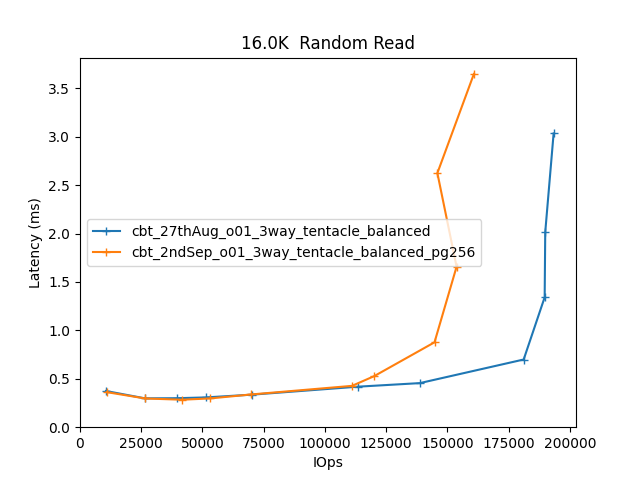 16.0K  Random Read
Latency (ms)
3.5
3.0
2.5
2.0
1.5
1.0
0.5
0.0
cbt_27thAug_o01_3way_tentacle_balanced
cbt_2ndSep_o01_3way_tentacle_balanced_pg256
0 25000 50000 75000 100000 125000 150000 175000 200000
IOps